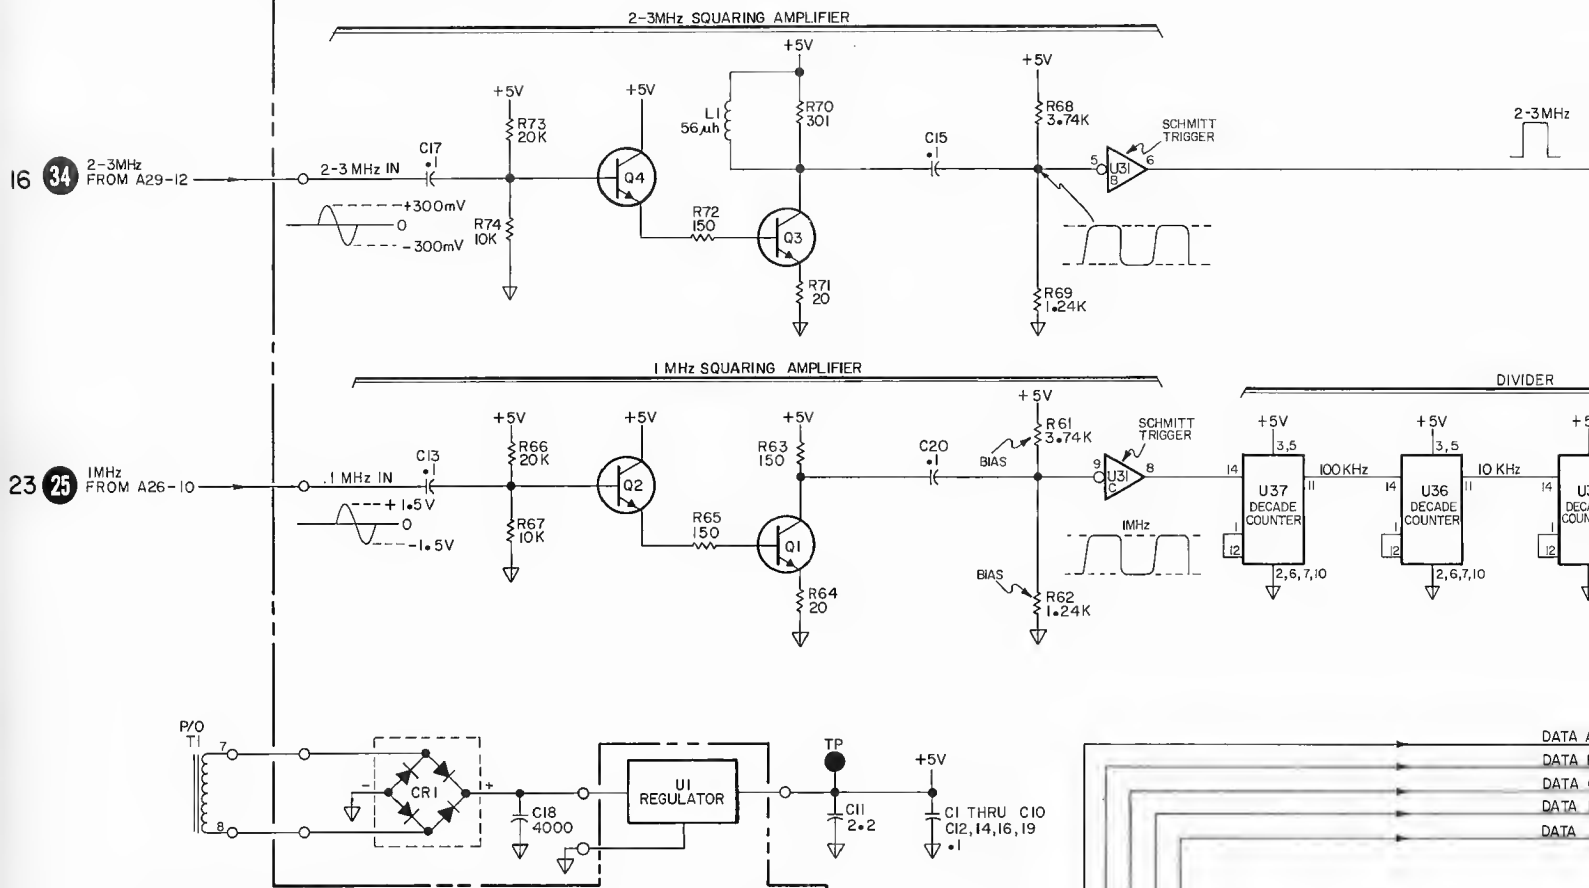 2-3MHz SQUARING AMPLIFIER
+5V
+5V
+5V
+5V
2-3MHz
R73
20K
L1
56µh
R70
301
R68
3.74K
SCHMITT
TRIGGER
C17
.1
C15
.1
16 34 2-3MHz
FROM A29-12
2-3 MHz IN
Q4
5 U31 6
B
+300mV
0
-300mV
R74
10K
R72
150
Q3
R71
20
R69
1.24K
1 MHz SQUARING AMPLIFIER
DIVIDER
+5V
+5V
+5V
+5V
+5V
+5V
R66
20K
R63
150
R61
3.74K
SCHMITT
TRIGGER
3,5
3,5
C13
.1
C20
.1
BIAS
23 25 1MHz
FROM A26-10
.1 MHz IN
Q2
9 U31 8
C
14
U37
DECADE
COUNTER
11
100KHz
14
U36
DECADE
COUNTER
11
10 KHz
14
+1.5V
0
-1.5V
R67
10K
R65
150
Q1
1MHz
1
12
1
12
1
12
BIAS
R64
20
R62
1.24K
2,6,7,10
2,6,7,10
P/O
T1
7
8
CR1
-
+
C18
4000
U1
REGULATOR
TP
+5V
C11
2.2
C1 THRU C10
C12,14,16,19
.1
DATA A
DATA
DATA
DATA
DATA